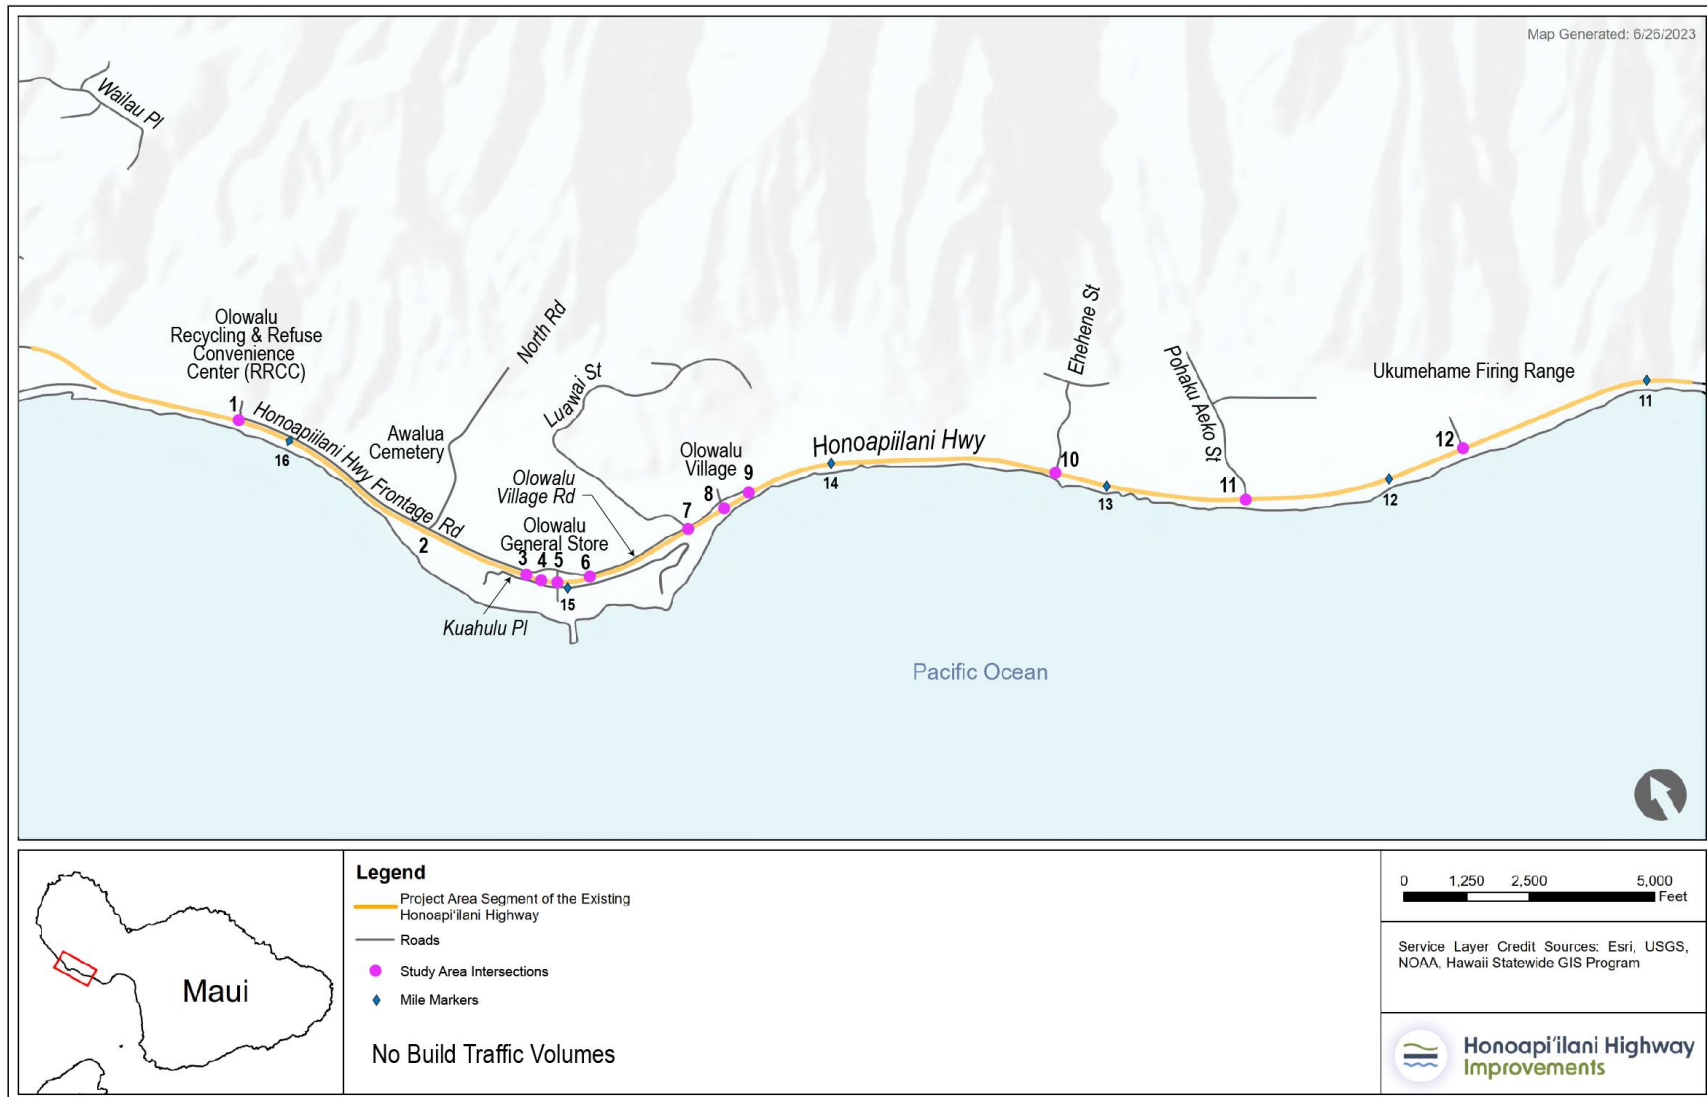 Map Generated: 6/26/2023
Wailau Pl
Olowalu
Recycling & Refuse
Convenience
Center (RRCC)
1
16
Honoapiilani Hwy Frontage Rd
2
Awalua
Cemetery
North Rd
Luawai St
Olowalu
Village Rd
Olowalu
General Store
3
4
5
6
15
Kuahulu Pl
7
Olowalu
Village
8
9
Honoapiilani Hwy
14
Ehehene St
10
13
Pohaku Aeko St
11
Ukumehame Firing Range
12
12
11
Pacific Ocean
Maui
Legend
Project Area Segment of the Existing
Honoapiʻilani Highway
Roads
Study Area Intersections
Mile Markers
No Build Traffic Volumes
0 1,250 2,500 5,000
Feet
Service Layer Credit Sources: Esri, USGS,
NOAA, Hawaii Statewide GIS Program
Honoapiʻilani Highway
Improvements